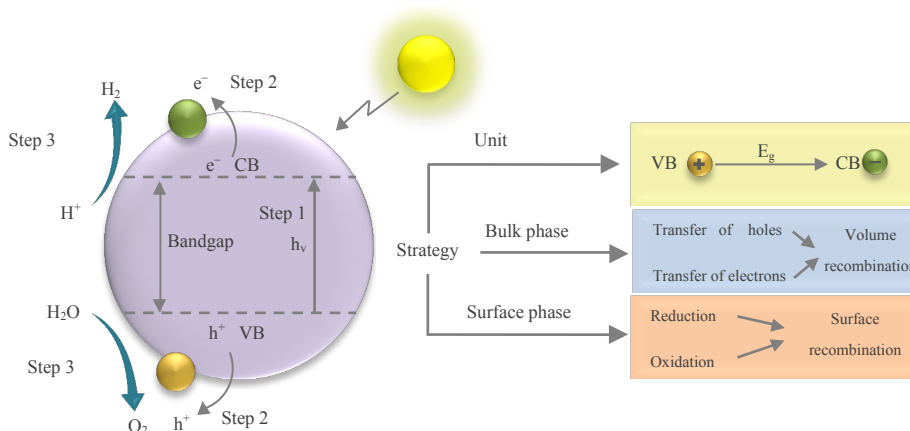 H₂
e⁻ Step 2
Step 3
e⁻ CB
H⁺
Step 1
Bandgap
hᵥ
H₂O
h⁺ VB
Step 3
Step 2
O₂ h⁺
Strategy
Unit
Bulk phase
Surface phase
VB + E_g CB −
Transfer of holes
Transfer of electrons
Volume
recombination
Reduction
Oxidation
Surface
recombination